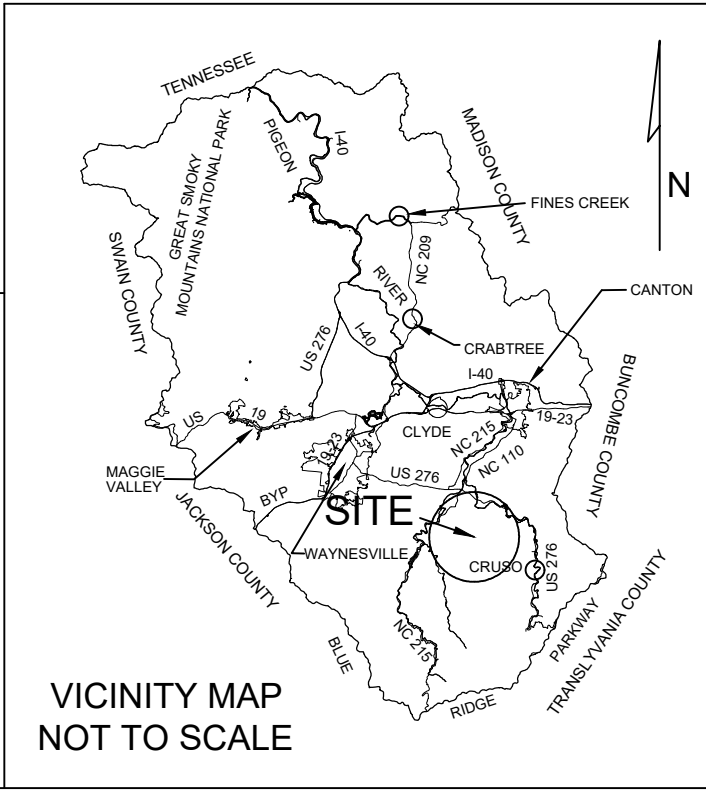 TENNESSEE
PIGEON
I-40
GREAT SMOKY
MOUNTAINS NATIONAL PARK
MADISON COUNTY
N
FINES CREEK
SWAIN COUNTY
NC 209
RIVER
CANTON
US 276
I-40
CRABTREE
I-40
BUNCOMBE COUNTY
US
19
19-23
CLYDE
NC 215
19-23
NC 110
MAGGIE
VALLEY
US 276
BYP
SITE
JACKSON COUNTY
WAYNESVILLE
CRUSO
US 276
BLUE
NC 215
PARKWAY
TRANSLYVANIA COUNTY
RIDGE
VICINITY MAP
NOT TO SCALE